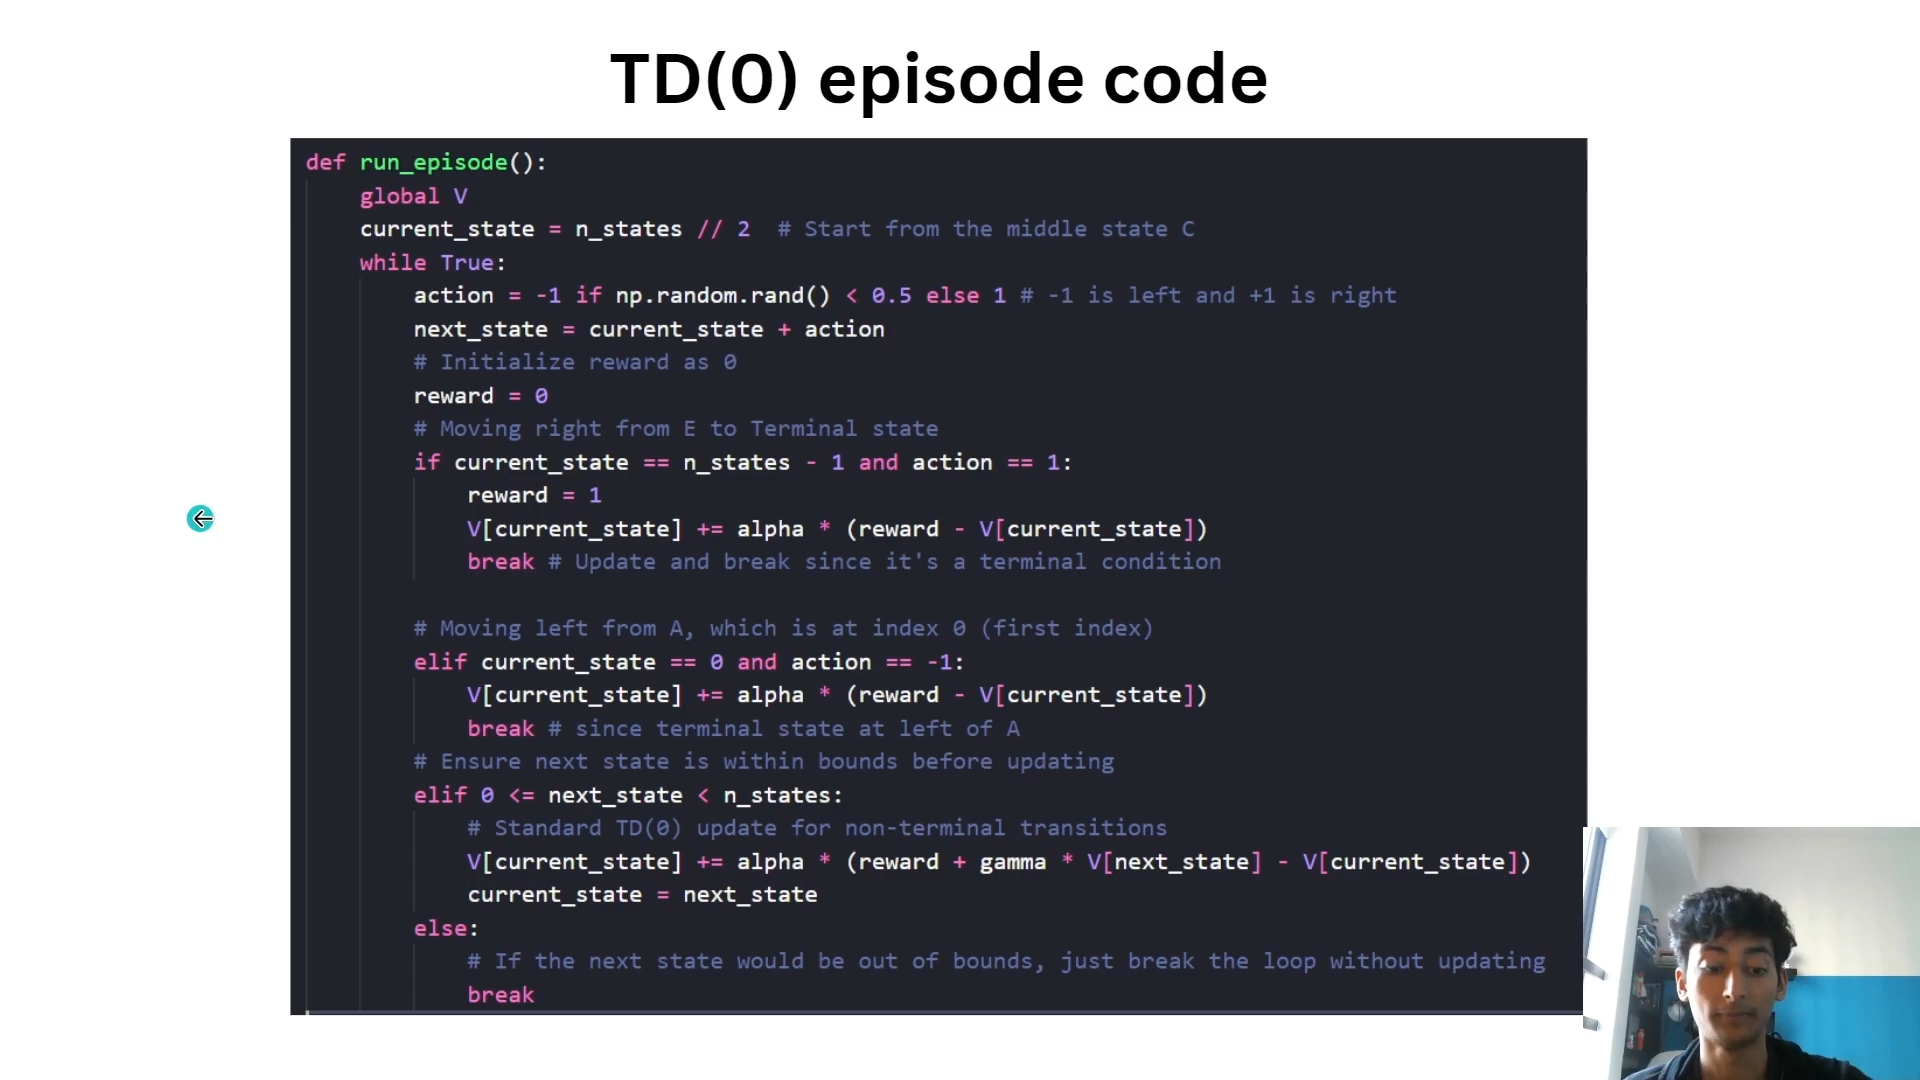 TD(0) episode code
def run_episode():
global V
current_state = n_states // 2  # Start from the middle state C
while True:
action = -1 if np.random.rand() < 0.5 else 1 # -1 is left and +1 is right
next_state = current_state + action
# Initialize reward as 0
reward = 0
# Moving right from E to Terminal state
if current_state == n_states - 1 and action == 1:
reward = 1
V[current_state] += alpha * (reward - V[current_state])
break # Update and break since it's a terminal condition
# Moving left from A, which is at index 0 (first index)
elif current_state == 0 and action == -1:
V[current_state] += alpha * (reward - V[current_state])
break # since terminal state at left of A
# Ensure next state is within bounds before updating
elif 0 <= next_state < n_states:
# Standard TD(0) update for non-terminal transitions
V[current_state] += alpha * (reward + gamma * V[next_state] - V[current_state])
current_state = next_state
else:
# If the next state would be out of bounds, just break the loop without updating
break